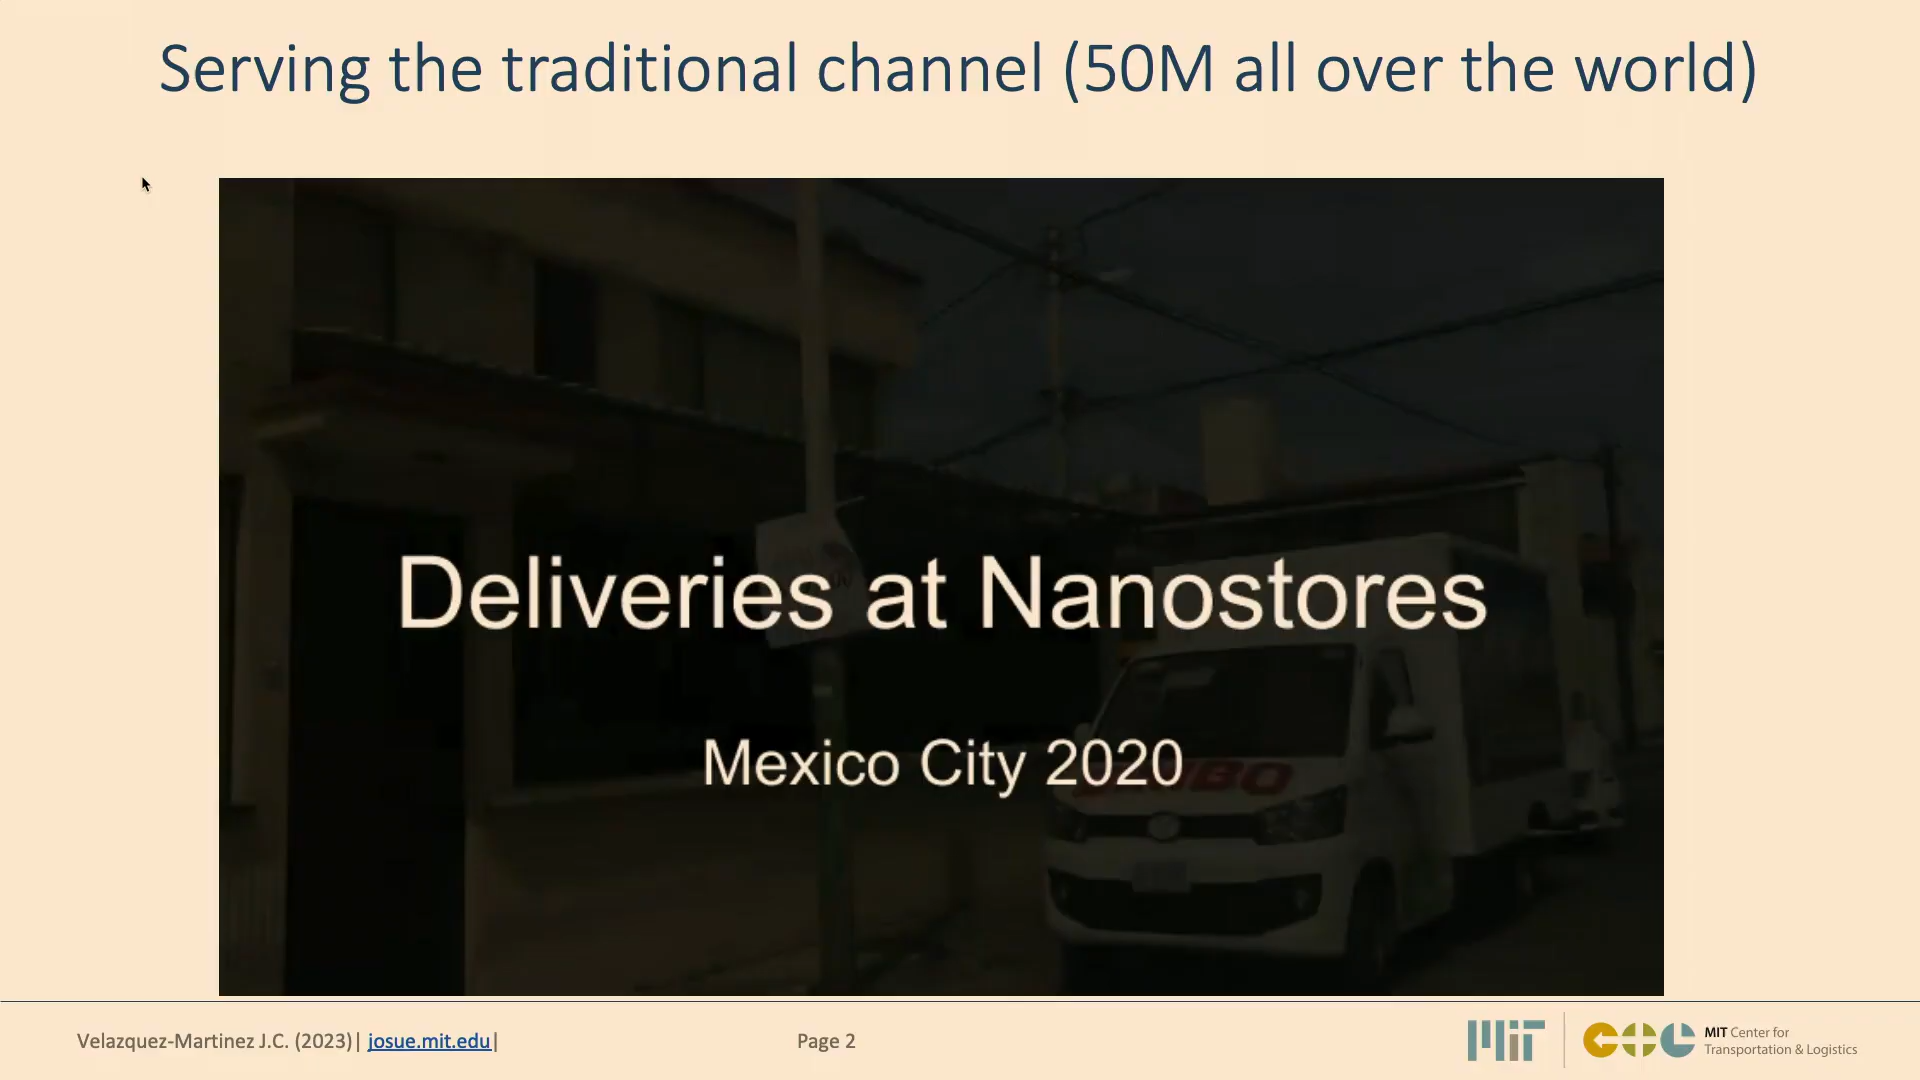 Serving the traditional channel (50M all over the world)
Deliveries at Nanostores
Mexico City 2020
Velazquez-Martinez J.C. (2023)| josue.mit.edu|
Page 2
MIT Center for
Transportation & Logistics